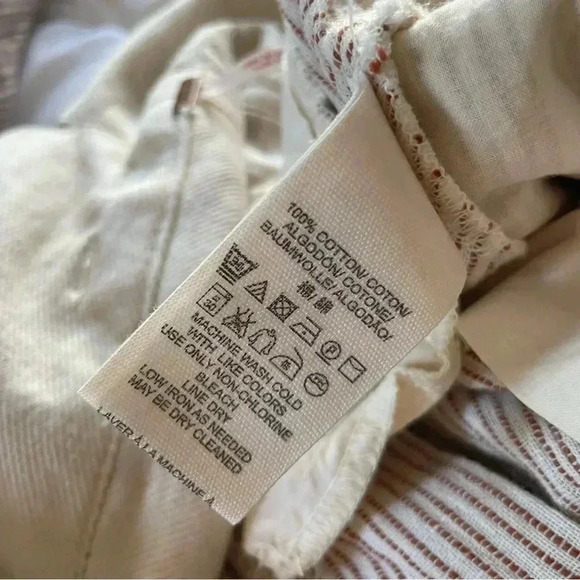 100% COTTON/ COTON/
ALGODÓN/ COTONE/
BAUMWOLLE/ ALGODÃO/
棉/ 綿
MACHINE WASH COLD
WITH LIKE COLORS
USE ONLY NON-CHLORINE
BLEACH
LINE DRY
LOW IRON AS NEEDED
MAY BE DRY CLEANED
LAVER A LA MACHINE A